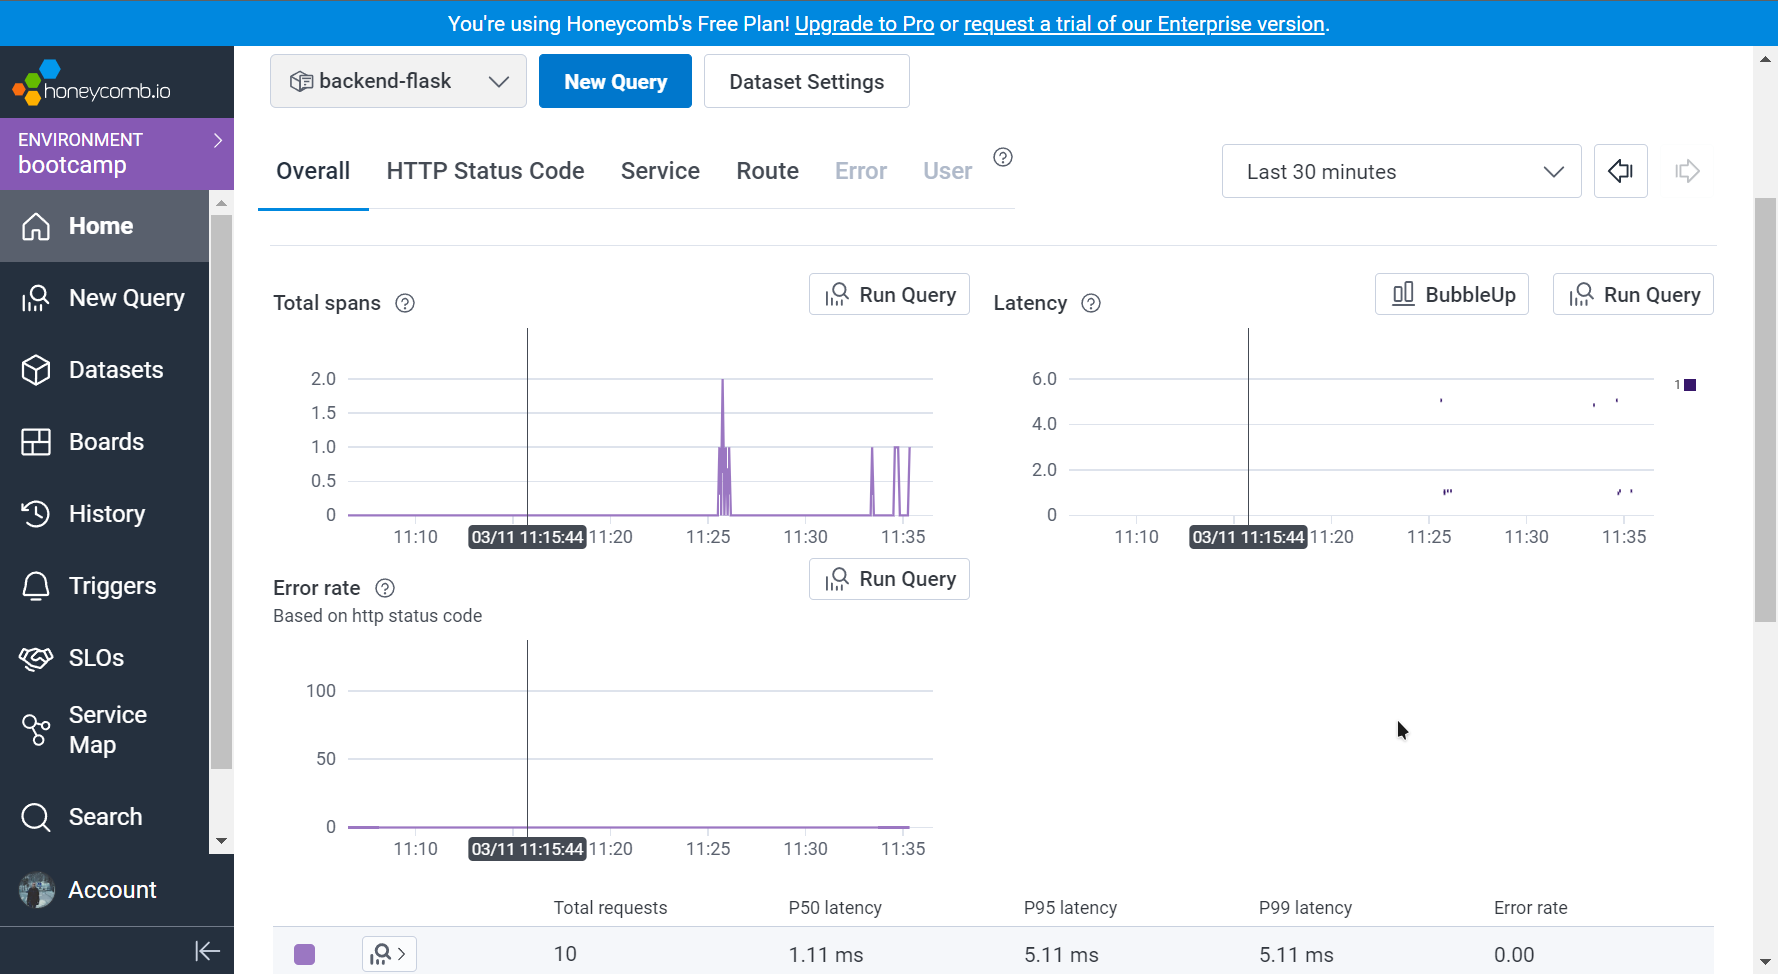 You're using Honeycomb's Free Plan! Upgrade to Pro or request a trial of our Enterprise version.
honeycomb.io
ENVIRONMENT
bootcamp
Home
New Query
Datasets
Boards
History
Triggers
SLOs
Service
Map
Search
Account
backend-flask
New Query
Dataset Settings
Overall
HTTP Status Code
Service
Route
Error
User
Last 30 minutes
Total spans
Run Query
2.0
1.5
1.0
0.5
0
11:10
03/11 11:15:44
11:20
11:25
11:30
11:35
Latency
BubbleUp
Run Query
6.0
4.0
2.0
0
1
11:10
03/11 11:15:44
11:20
11:25
11:30
11:35
Error rate
Based on http status code
Run Query
100
50
0
11:10
03/11 11:15:44
11:20
11:25
11:30
11:35
Total requests P50 latency P95 latency P99 latency Error rate
10 1.11 ms 5.11 ms 5.11 ms 0.00